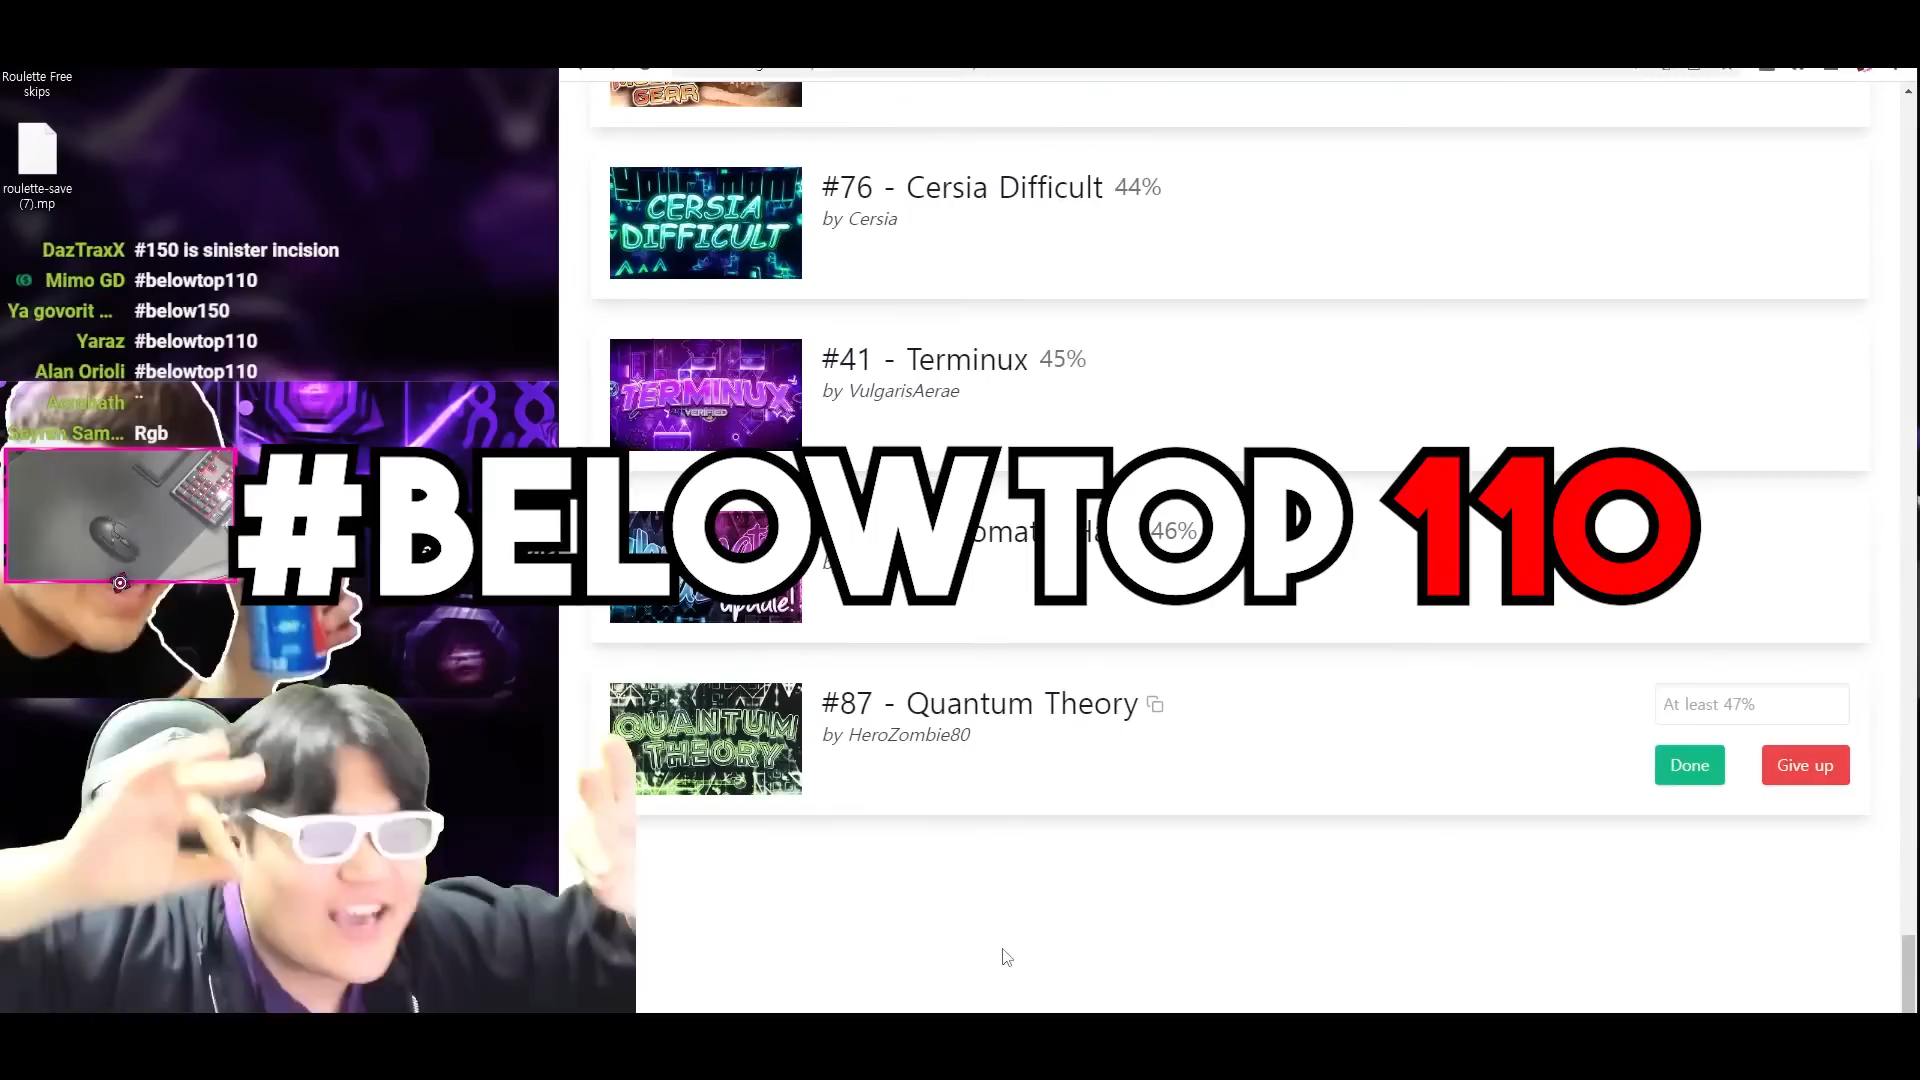 Roulette Free
skips
roulette-save
(7).mp
DazTraxX #150 is sinister incision
Mimo GD #belowtop110
Ya govorit ... #below150
Yaraz #belowtop110
Alan Orioli #belowtop110
Sam... Rgb
GEAR
#76 - Cersia Difficult 44%
by Cersia
CERSIA
DIFFICULT
#41 - Terminux 45%
by VulgarisAerae
TERMINUX
VERIFIED
#BELOW TOP 110
46%
update!
#87 - Quantum Theory
by HeroZombie80
QUANTUM
THEORY
At least 47%
Done
Give up